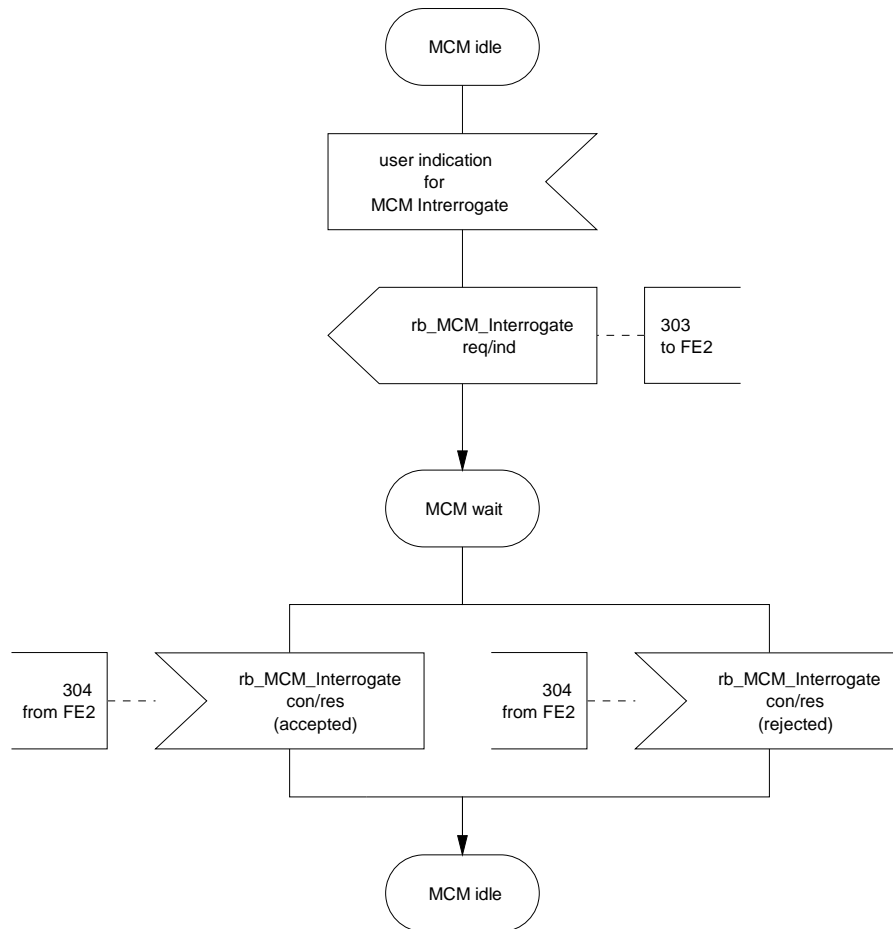 MCM idle
user indication
for
MCM Intrerrogate
rb_MCM_Interrogate
req/ind
303
to FE2
MCM wait
304
from FE2
rb_MCM_Interrogate
con/res
(accepted)
304
from FE2
rb_MCM_Interrogate
con/res
(rejected)
MCM idle